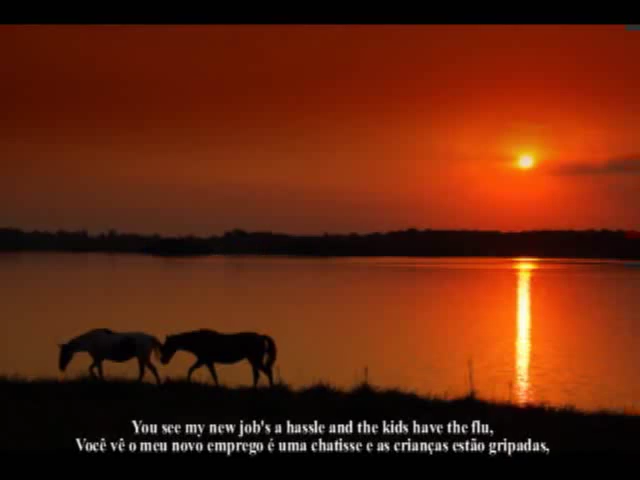 You see my new job's a hassle and the kids have the flu,
Você vê o meu novo emprego é uma chatisse e as crianças estão gripadas,